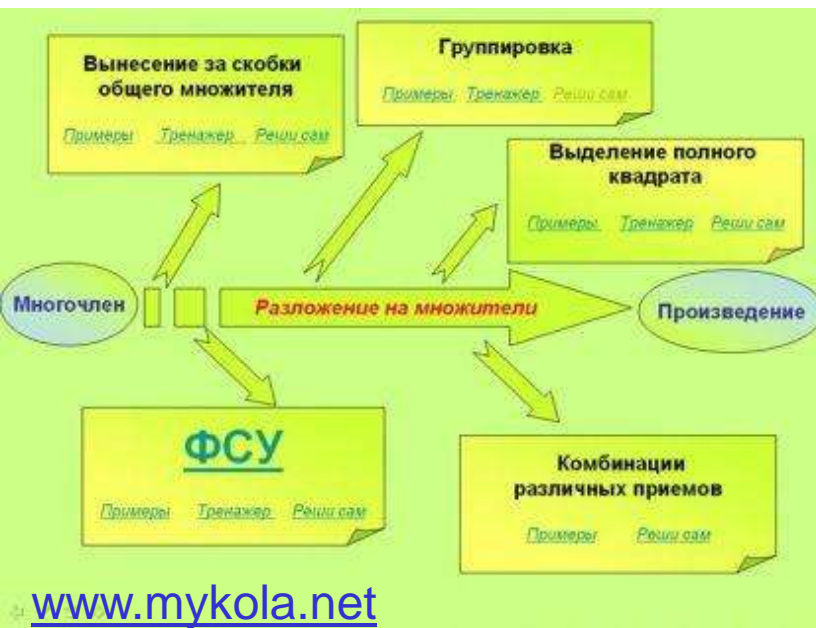 Вынесение за скобки
общего множителя
Примеры Тренажер Реши сам
Группировка
Примеры Тренажер Реши сам
Выделение полного
квадрата
Примеры Тренажер Реши сам
Многочлен
Разложение на множители
Произведение
ФСУ
Примеры Тренажер Реши сам
Комбинации
различных приемов
Примеры Реши сам
www.mykola.net